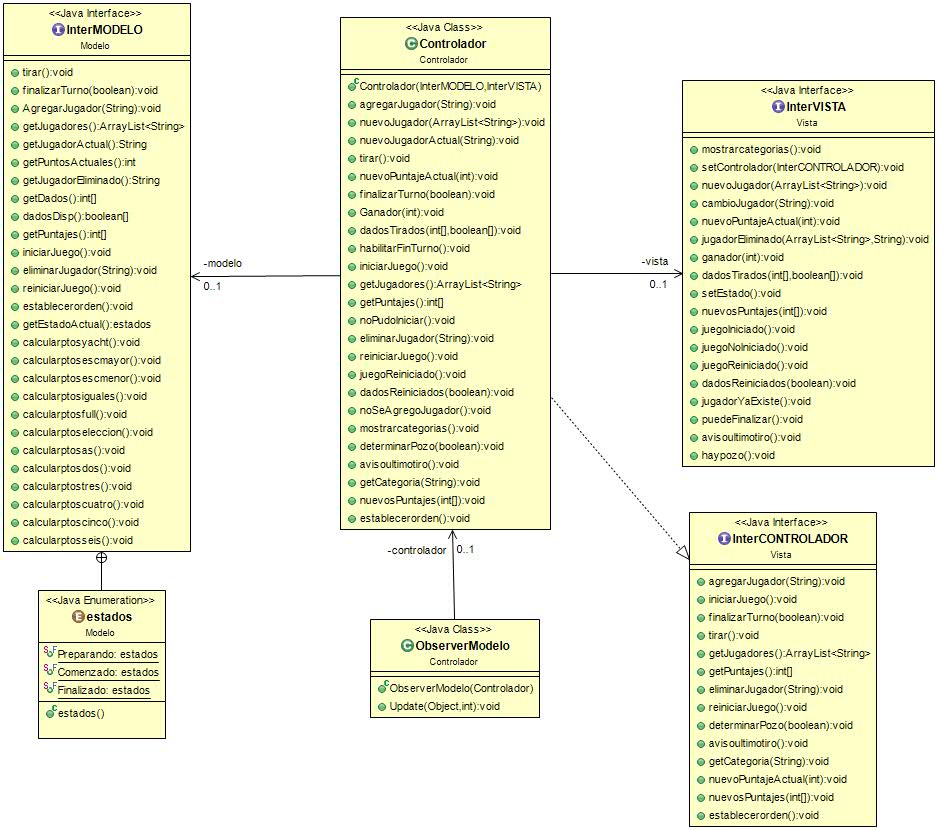 <<Java Interface>>
InterMODELO
Modelo
tirar():void
finalizarTurno(boolean):void
AgregarJugador(String):void
getJugadores():ArrayList<String>
getJugadorActual():String
getPuntosActuales():int
getJugadorEliminado():String
getDados():int[]
dadosDisp():boolean[]
getPuntajes():int[]
iniciarJuego():void
eliminarJugador(String):void
reiniciarJuego():void
establecerorden():void
getEstadoActual():estados
calcularptosyacht():void
calcularptosescmayor():void
calcularptosescmenor():void
calcularptosiguales():void
calcularptosfull():void
calcularptoseleccion():void
calcularptosas():void
calcularptosdos():void
calcularptostres():void
calcularptoscuatro():void
calcularptoscinco():void
calcularptosseis():void
<<Java Enumeration>>
estados
Modelo
Preparando: estados
Comenzado: estados
Finalizado: estados
estados()
-modelo
0..1
<<Java Class>>
Controlador
Controlador
Controlador(InterMODELO,InterVISTA)
agregarJugador(String):void
nuevoJugador(ArrayList<String>):void
nuevoJugadorActual(String):void
tirar():void
nuevoPuntajeActual(int):void
finalizarTurno(boolean):void
Ganador(int):void
dadosTirados(int[],boolean[]):void
habilitarFinTurno():void
iniciarJuego():void
getJugadores():ArrayList<String>
getPuntajes():int[]
noPudoIniciar():void
eliminarJugador(String):void
reiniciarJuego():void
juegoReiniciado():void
dadosReiniciados(boolean):void
noSeAgregoJugador():void
mostrarcategorias():void
determinarPozo(boolean):void
avisoultimotiro():void
getCategoria(String):void
nuevosPuntajes(int[]):void
establecerorden():void
-controlador
0..1
<<Java Class>>
ObserverModelo
Controlador
ObserverModelo(Controlador)
Update(Object,int):void
-vista
0..1
<<Java Interface>>
InterVISTA
Vista
mostrarcategorias():void
setControlador(InterCONTROLADOR):void
nuevoJugador(ArrayList<String>):void
cambioJugador(String):void
nuevoPuntajeActual(int):void
jugadorEliminado(ArrayList<String>,String):void
ganador(int):void
dadosTirados(int[],boolean[]):void
setEstado():void
nuevosPuntajes(int[]):void
juegoIniciado():void
juegoNoIniciado():void
juegoReiniciado():void
dadosReiniciados(boolean):void
jugadorYaExiste():void
puedeFinalizar():void
avisoultimotiro():void
haypozo():void
<<Java Interface>>
InterCONTROLADOR
Vista
agregarJugador(String):void
iniciarJuego():void
finalizarTurno(boolean):void
tirar():void
getJugadores():ArrayList<String>
getPuntajes():int[]
eliminarJugador(String):void
reiniciarJuego():void
determinarPozo(boolean):void
avisoultimotiro():void
getCategoria(String):void
nuevoPuntajeActual(int):void
nuevosPuntajes(int[]):void
establecerorden():void